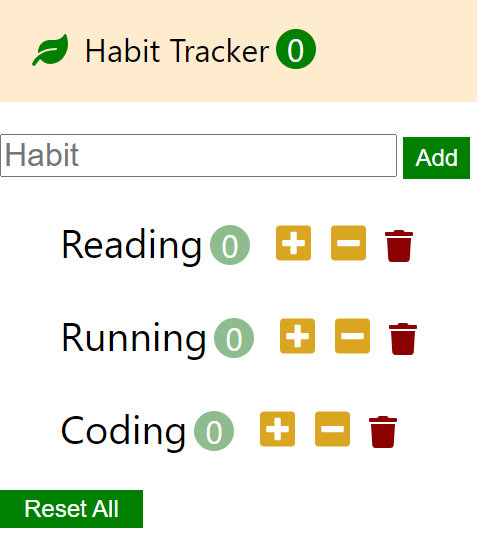 Habit Tracker 0
Habit Add
Reading 0
Running 0
Coding 0
Reset All